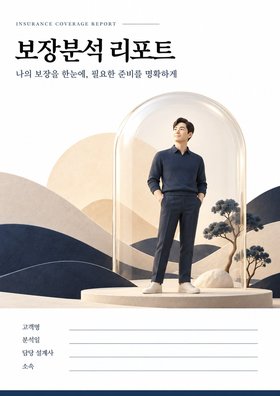 INSURANCE COVERAGE REPORT
보장분석 리포트
나의 보장을 한눈에, 필요한 준비를 명확하게
고객명
분석일
담당 설계사
소속